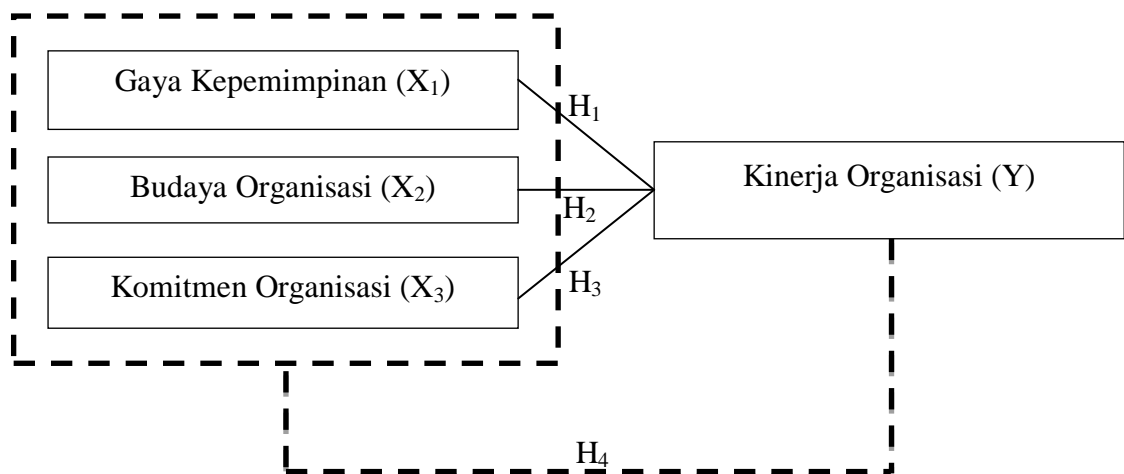 Gaya Kepemimpinan (X₁)
H₁
Budaya Organisasi (X₂)
H₂
Kinerja Organisasi (Y)
Komitmen Organisasi (X₃)
H₃
H₄